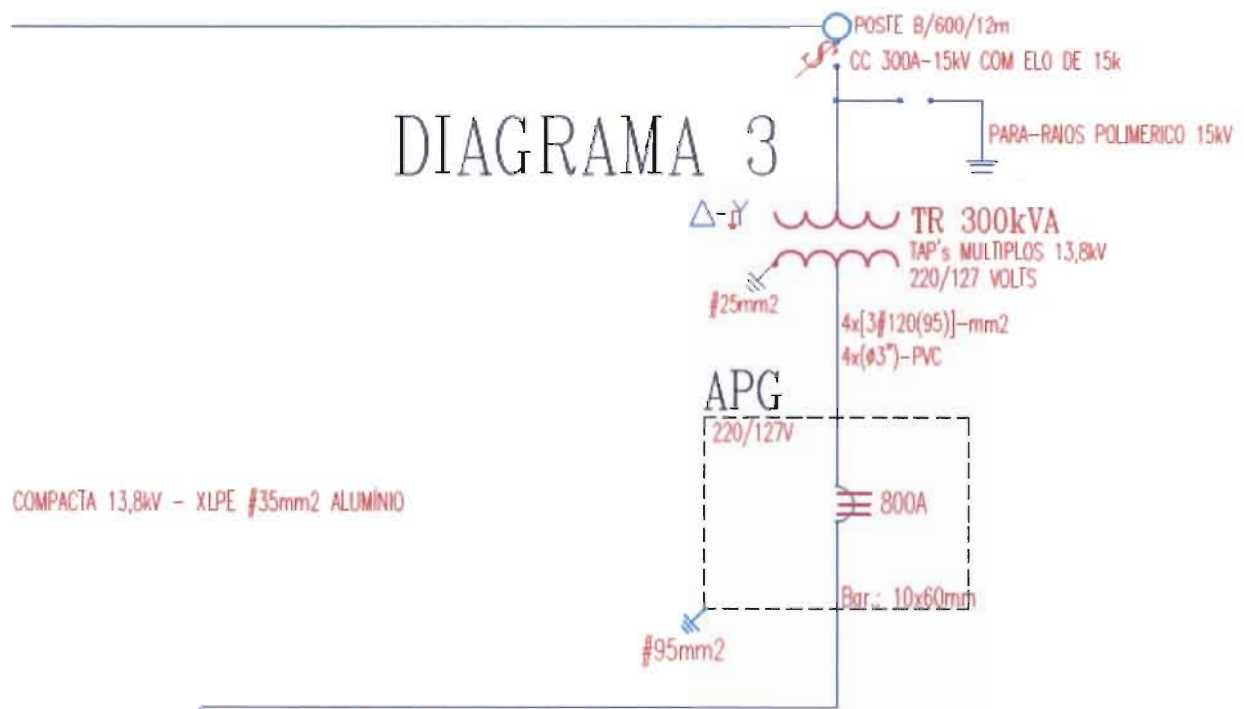 POSTE B/600/12m
CC 300A-15kV COM ELO DE 15k
DIAGRAMA 3
PARA-RAIOS POLIMERICO 15kV
TR 300kVA
TAP's MULTIPLOS 13,8kV
220/127 VOLTS
#25mm2
4x[3#120(95)]-mm2
4x(ø3")-PVC
APG
220/127V
COMPACTA 13,8kV - XLPE #35mm2 ALUMÍNIO
800A
Bar.: 10x60mm
#95mm2